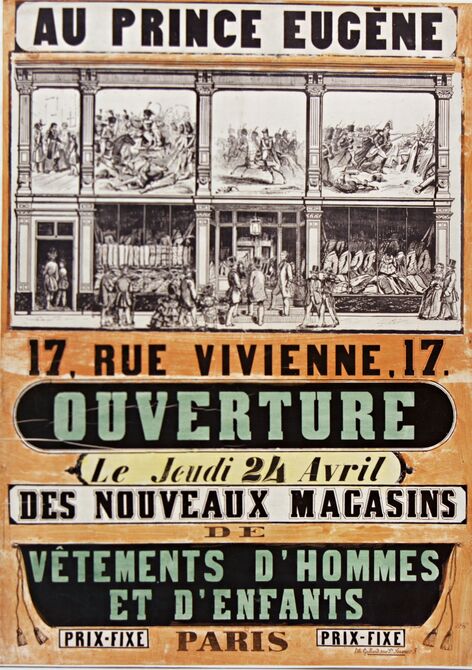 AU PRINCE EUGÈNE
17, RUE VIVIENNE, 17.
OUVERTURE
Le Jeudi 24 Avril
DES NOUVEAUX MAGASINS
DE
VÊTEMENTS D'HOMMES
ET D'ENFANTS
PRIX-FIXE PARIS PRIX-FIXE